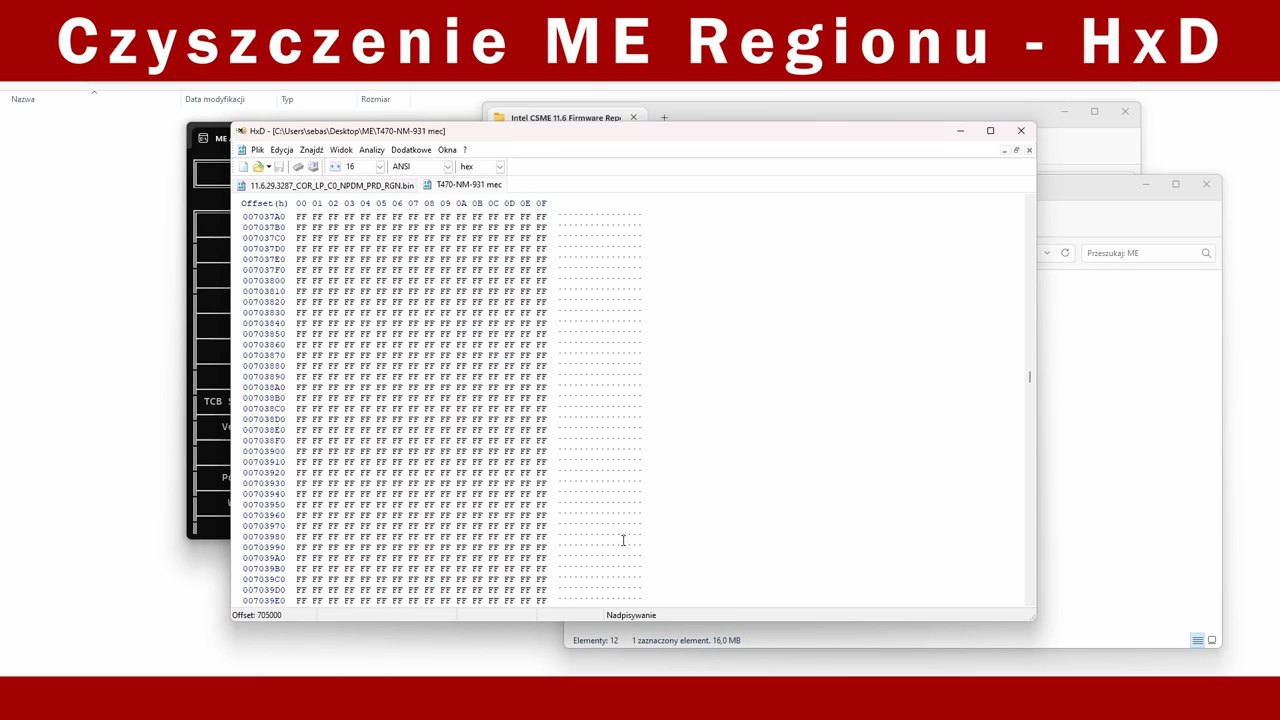 Czyszczenie ME Regionu - HxD
Nazwa Data modyfikacji Typ Rozmiar
Intel CSME 11.6 Firmware Rep
ME
HxD - [C:\Users\sebas\Desktop\ME\T470-NM-931 mec]
Plik Edycja Znajdź Widok Analizy Dodatkowe Okna ?
16 ANSI hex
11.6.29.3287_COR_LP_C0_NPDM_PRD_RGN.bin T470-NM-931 mec
Offset(h) 00 01 02 03 04 05 06 07 08 09 0A 0B 0C 0D 0E 0F
007037A0 FF FF FF FF FF FF FF FF FF FF FF FF FF FF FF FF ................
007037B0 FF FF FF FF FF FF FF FF FF FF FF FF FF FF FF FF ................
007037C0 FF FF FF FF FF FF FF FF FF FF FF FF FF FF FF FF ................
007037D0 FF FF FF FF FF FF FF FF FF FF FF FF FF FF FF FF ................
007037E0 FF FF FF FF FF FF FF FF FF FF FF FF FF FF FF FF ................
007037F0 FF FF FF FF FF FF FF FF FF FF FF FF FF FF FF FF ................
00703800 FF FF FF FF FF FF FF FF FF FF FF FF FF FF FF FF ................
00703810 FF FF FF FF FF FF FF FF FF FF FF FF FF FF FF FF ................
00703820 FF FF FF FF FF FF FF FF FF FF FF FF FF FF FF FF ................
00703830 FF FF FF FF FF FF FF FF FF FF FF FF FF FF FF FF ................
00703840 FF FF FF FF FF FF FF FF FF FF FF FF FF FF FF FF ................
00703850 FF FF FF FF FF FF FF FF FF FF FF FF FF FF FF FF ................
00703860 FF FF FF FF FF FF FF FF FF FF FF FF FF FF FF FF ................
00703870 FF FF FF FF FF FF FF FF FF FF FF FF FF FF FF FF ................
00703880 FF FF FF FF FF FF FF FF FF FF FF FF FF FF FF FF ................
00703890 FF FF FF FF FF FF FF FF FF FF FF FF FF FF FF FF ................
007038A0 FF FF FF FF FF FF FF FF FF FF FF FF FF FF FF FF ................
007038B0 FF FF FF FF FF FF FF FF FF FF FF FF FF FF FF FF ................
007038C0 FF FF FF FF FF FF FF FF FF FF FF FF FF FF FF FF ................
007038D0 FF FF FF FF FF FF FF FF FF FF FF FF FF FF FF FF ................
007038E0 FF FF FF FF FF FF FF FF FF FF FF FF FF FF FF FF ................
007038F0 FF FF FF FF FF FF FF FF FF FF FF FF FF FF FF FF ................
00703900 FF FF FF FF FF FF FF FF FF FF FF FF FF FF FF FF ................
00703910 FF FF FF FF FF FF FF FF FF FF FF FF FF FF FF FF ................
00703920 FF FF FF FF FF FF FF FF FF FF FF FF FF FF FF FF ................
00703930 FF FF FF FF FF FF FF FF FF FF FF FF FF FF FF FF ................
00703940 FF FF FF FF FF FF FF FF FF FF FF FF FF FF FF FF ................
00703950 FF FF FF FF FF FF FF FF FF FF FF FF FF FF FF FF ................
00703960 FF FF FF FF FF FF FF FF FF FF FF FF FF FF FF FF ................
00703970 FF FF FF FF FF FF FF FF FF FF FF FF FF FF FF FF ................
00703980 FF FF FF FF FF FF FF FF FF FF FF FF FF FF FF FF ................
00703990 FF FF FF FF FF FF FF FF FF FF FF FF FF FF FF FF ................
007039A0 FF FF FF FF FF FF FF FF FF FF FF FF FF FF FF FF ................
007039B0 FF FF FF FF FF FF FF FF FF FF FF FF FF FF FF FF ................
007039C0 FF FF FF FF FF FF FF FF FF FF FF FF FF FF FF FF ................
007039D0 FF FF FF FF FF FF FF FF FF FF FF FF FF FF FF FF ................
007039E0 FF FF FF FF FF FF FF FF FF FF FF FF FF FF FF FF ................
Offset: 705000 Nadpisywanie
TCB
Przeszukaj: ME
Elementy: 12 1 zaznaczony element. 16,0 MB